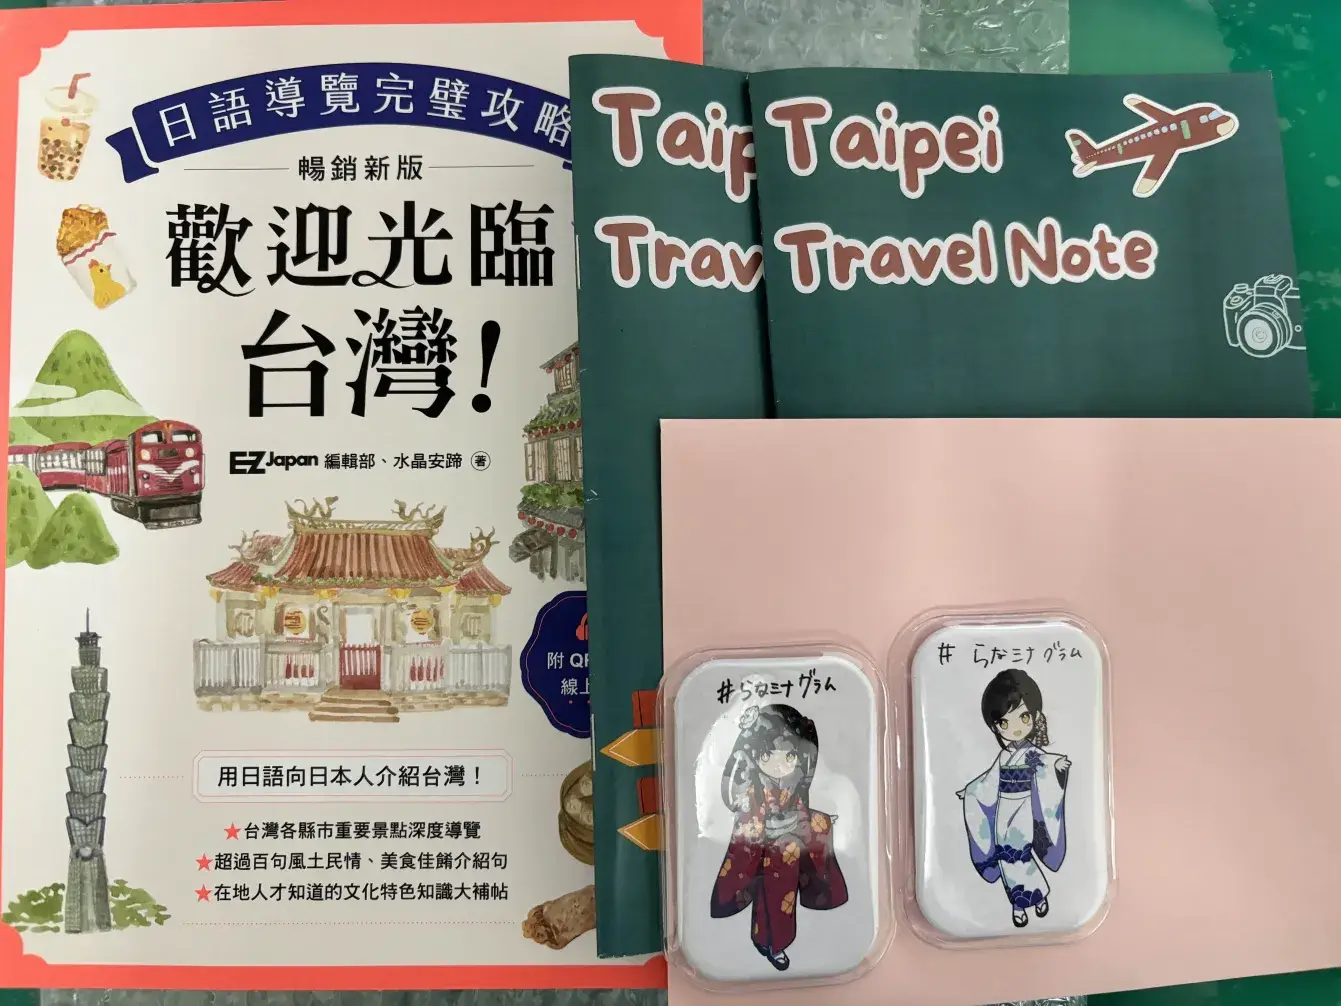 日語導覽完璧攻略
暢銷新版
歡迎光臨
台灣!
EZ Japan 編輯部、水晶安蹄 著
附 QR
線上
用日語向日本人介紹台灣!
★台灣各縣市重要景點深度導覽
★超過百句風土民情、美食佳餚介紹句
★在地人才知道的文化特色知識大補帖
Taip
Trav
Taipei
Travel Note
#らなミナグラム
# らなミナグラム